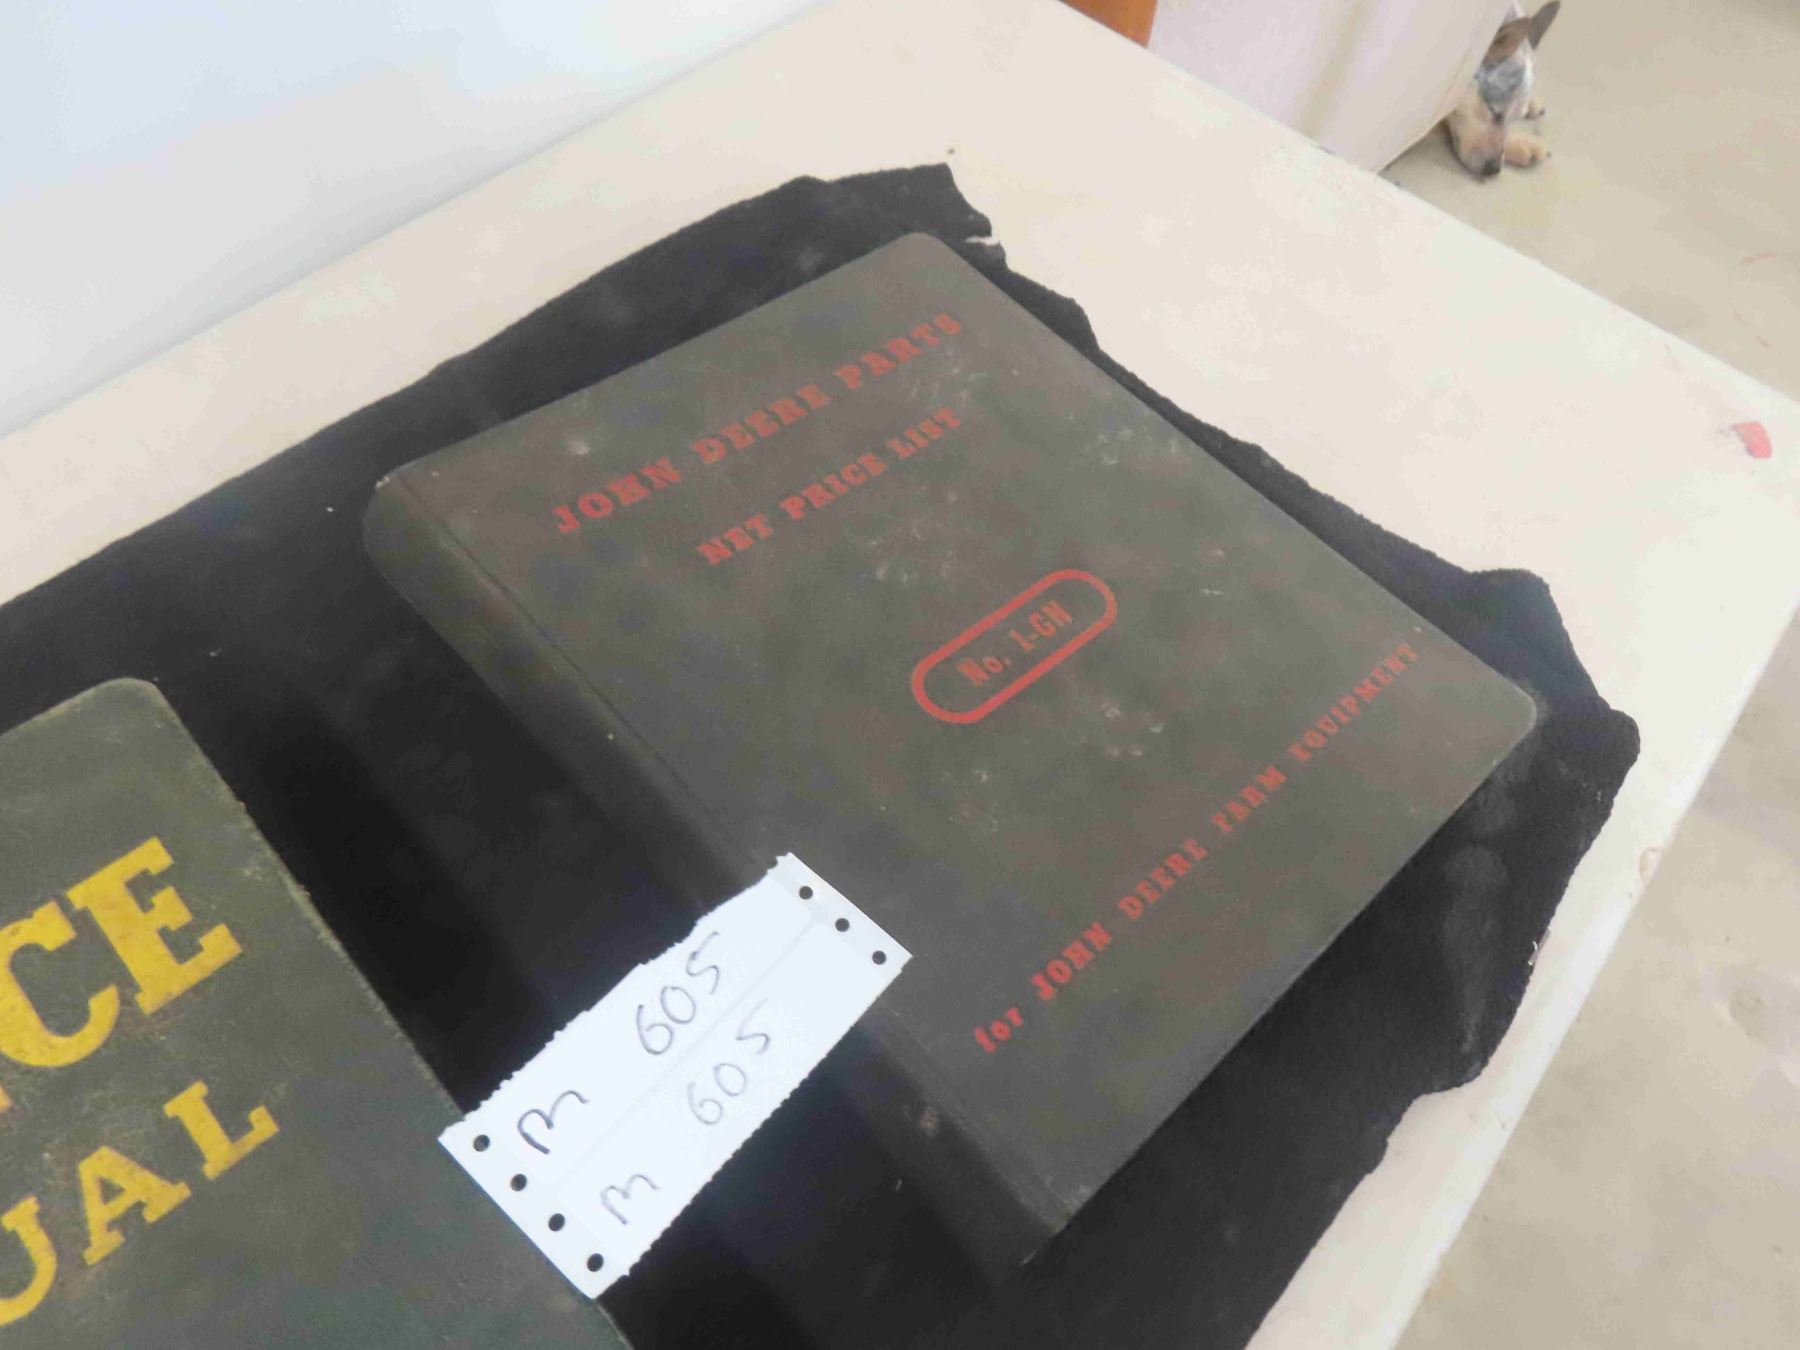 JOHN DEERE PARTS
NET PRICE LIST
No. 1-GN
for JOHN DEERE FARM EQUIPMENT
M 605
M 605
CE
UAL